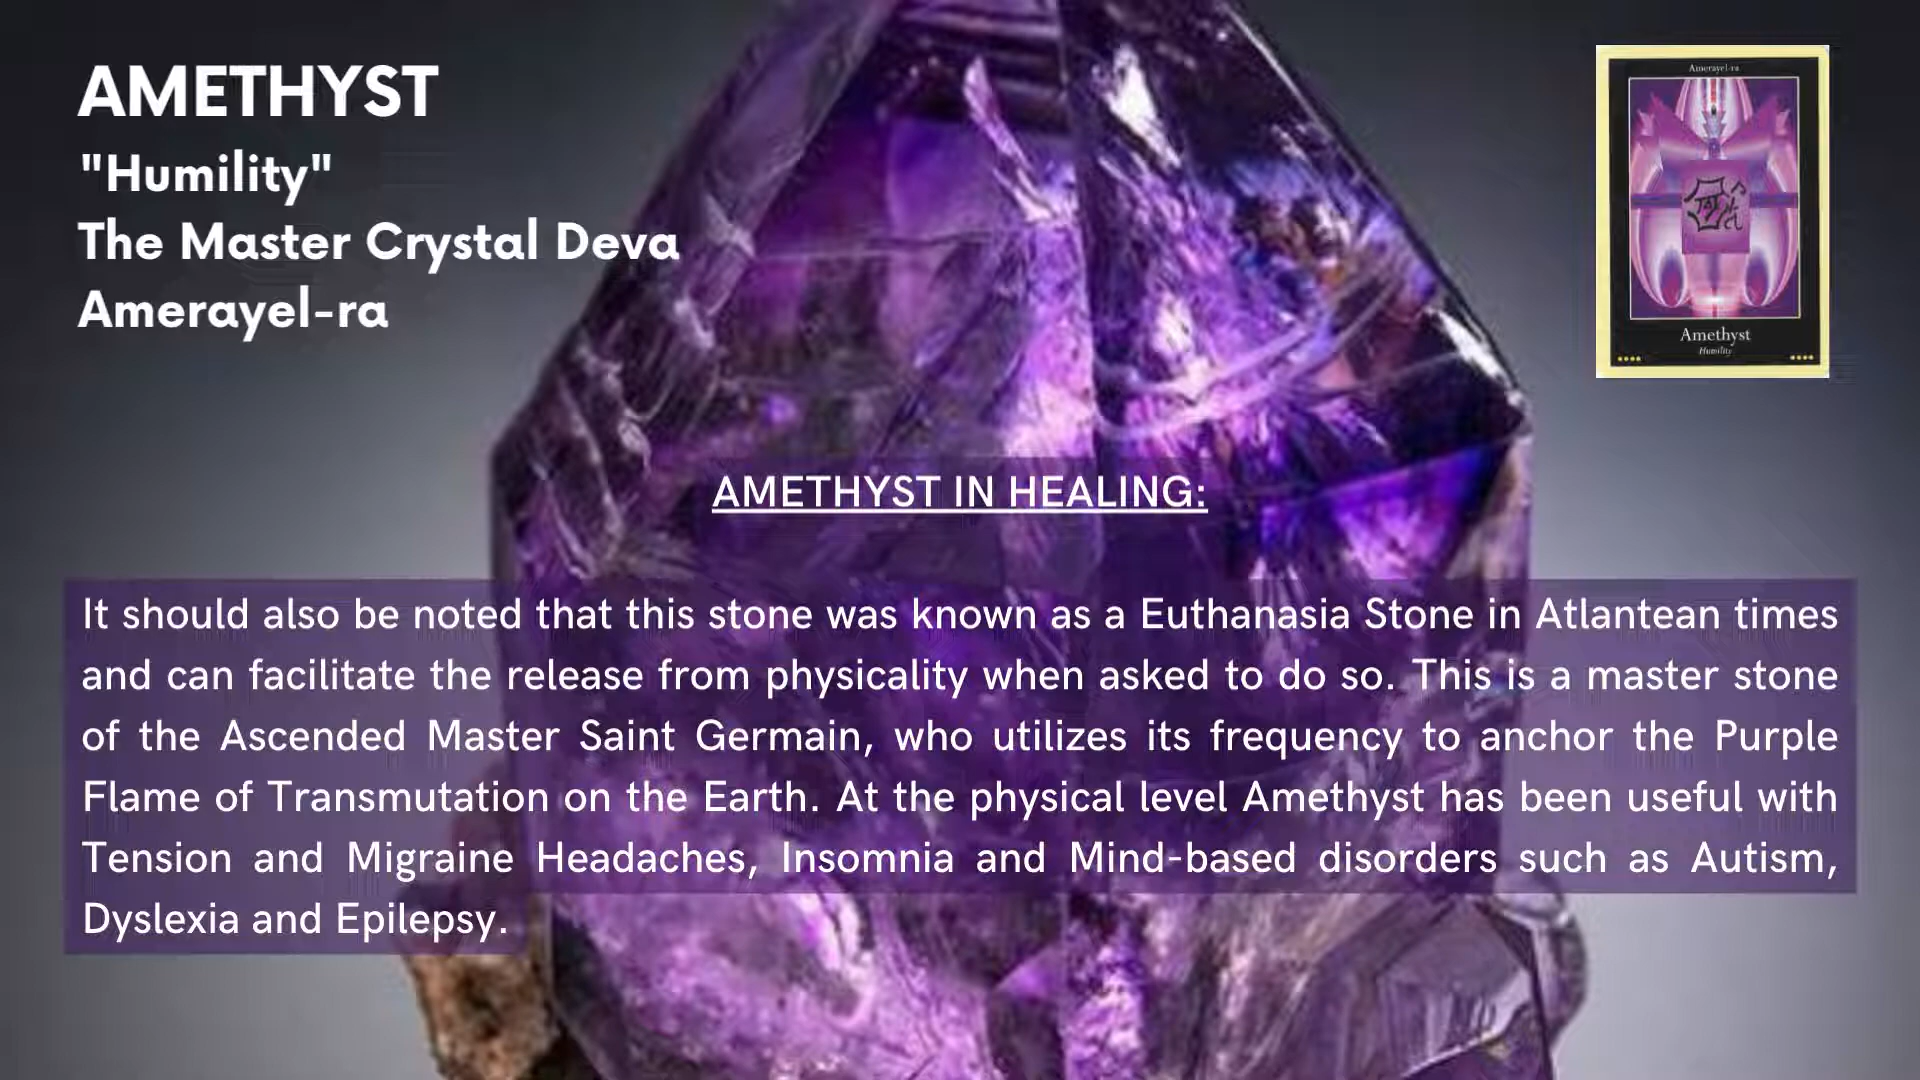 AMETHYST
"Humility"
The Master Crystal Deva
Amerayel-ra
Amerayel-ra
Amethyst
Humility
AMETHYST IN HEALING:
It should also be noted that this stone was known as a Euthanasia Stone in Atlantean times
and can facilitate the release from physicality when asked to do so. This is a master stone
of the Ascended Master Saint Germain, who utilizes its frequency to anchor the Purple
Flame of Transmutation on the Earth. At the physical level Amethyst has been useful with
Tension and Migraine Headaches, Insomnia and Mind-based disorders such as Autism,
Dyslexia and Epilepsy.